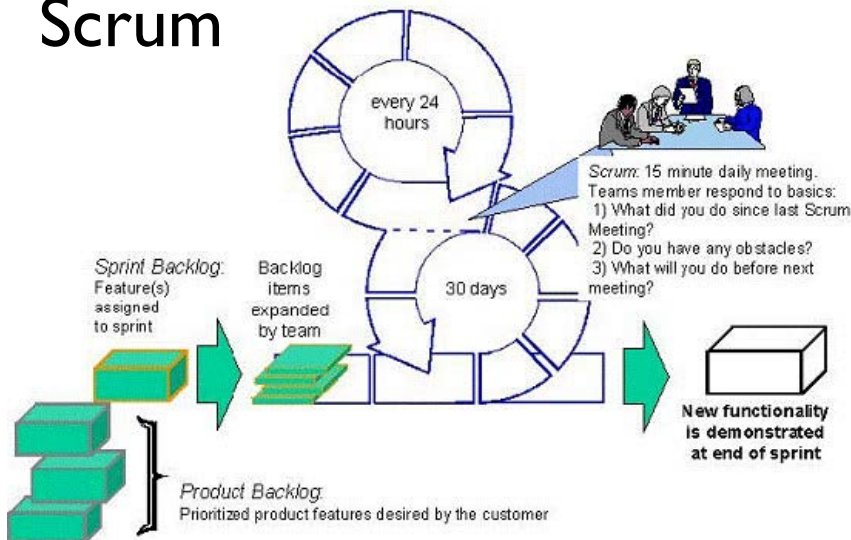 Scrum
every 24
hours
Scrum: 15 minute daily meeting.
Teams member respond to basics:
1) What did you do since last Scrum
Meeting?
2) Do you have any obstacles?
3) What will you do before next
meeting?
Sprint Backlog:
Feature(s)
assigned
to sprint
Backlog
items
expanded
by team
30 days
New functionality
is demonstrated
at end of sprint
Product Backlog:
Prioritized product features desired by the customer